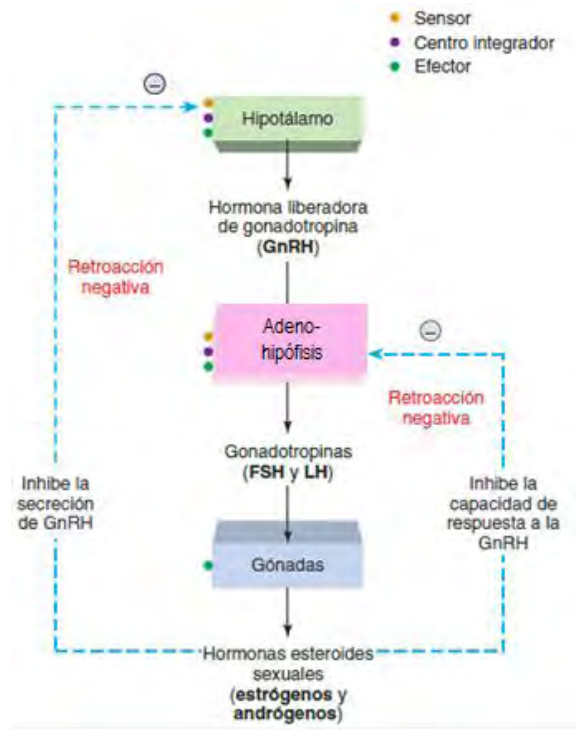 Sensor
Centro integrador
Efector
Hipotálamo
Hormona liberadora
de gonadotropina
(GnRH)
Retroacción
negativa
Adeno-
hipófisis
Retroacción
negativa
Gonadotropinas
(FSH y LH)
Inhibe la
secreción
de GnRH
Inhibe la
capacidad de
respuesta a la
GnRH
Gónadas
Hormonas esteroides
sexuales
(estrógenos y
andrógenos)